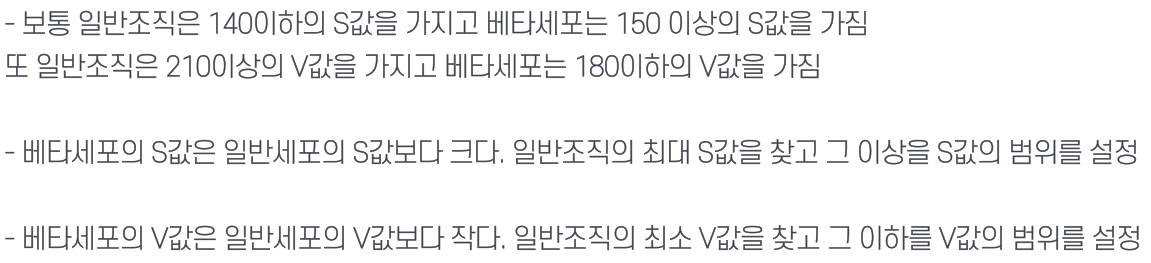 - 보통 일반조직은 140이하의 S값을 가지고 베타세포는 150 이상의 S값을 가짐
또 일반조직은 210이상의 V값을 가지고 베타세포는 180이하의 V값을 가짐
- 베타세포의 S값은 일반세포의 S값보다 크다. 일반조직의 최대 S값을 찾고 그 이상을 S값의 범위를 설정
- 베타세포의 V값은 일반세포의 V값보다 작다. 일반조직의 최소 V값을 찾고 그 이하를 V값의 범위를 설정